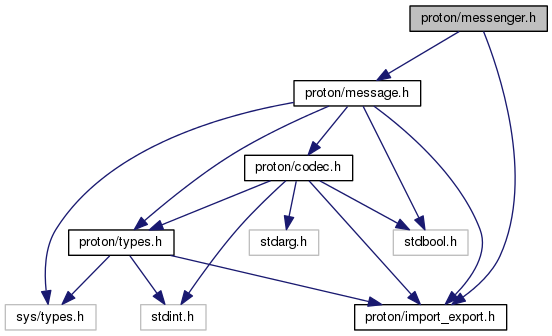 proton/messenger.h
proton/message.h
proton/codec.h
proton/types.h
stdarg.h
stdbool.h
sys/types.h
stdint.h
proton/import_export.h